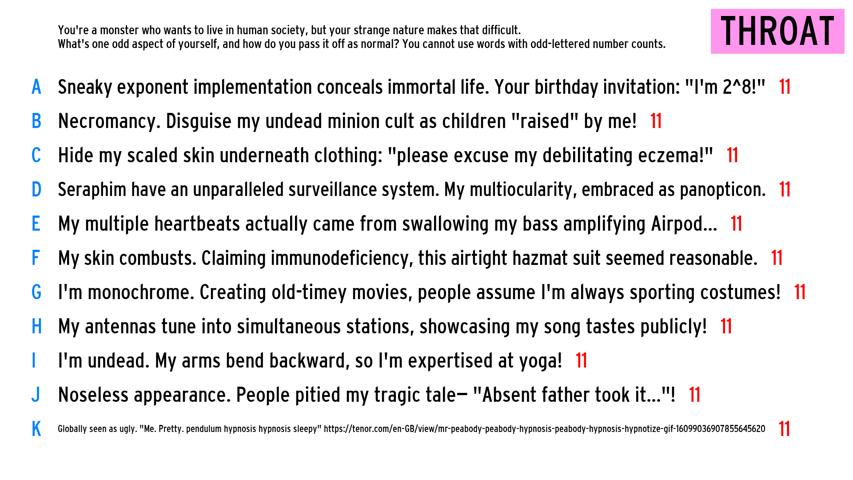 You're a monster who wants to live in human society, but your strange nature makes that difficult.
What's one odd aspect of yourself, and how do you pass it off as normal? You cannot use words with odd-lettered number counts.
THROAT
A Sneaky exponent implementation conceals immortal life. Your birthday invitation: "I'm 2^8!" 11
B Necromancy. Disguise my undead minion cult as children "raised" by me! 11
C Hide my scaled skin underneath clothing: "please excuse my debilitating eczema!" 11
D Seraphim have an unparalleled surveillance system. My multiocularity, embraced as panopticon. 11
E My multiple heartbeats actually came from swallowing my bass amplifying Airpod... 11
F My skin combusts. Claiming immunodeficiency, this airtight hazmat suit seemed reasonable. 11
G I'm monochrome. Creating old-timey movies, people assume I'm always sporting costumes! 11
H My antennas tune into simultaneous stations, showcasing my song tastes publicly! 11
I I'm undead. My arms bend backward, so I'm expertised at yoga! 11
J Noseless appearance. People pitied my tragic tale— "Absent father took it..."! 11
K Globally seen as ugly. "Me. Pretty. pendulum hypnosis hypnosis sleepy" https://tenor.com/en-GB/view/mr-peabody-peabody-hypnosis-peabody-hypnosis-hypnotize-gif-16099036907855645620 11